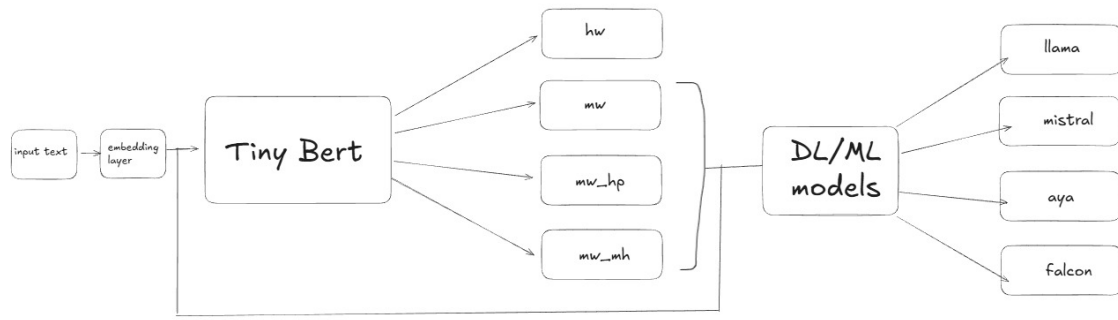 input text
embedding
layer
Tiny Bert
hw
mw
mw_hp
mw_mh
DL/ML
models
llama
mistral
aya
falcon